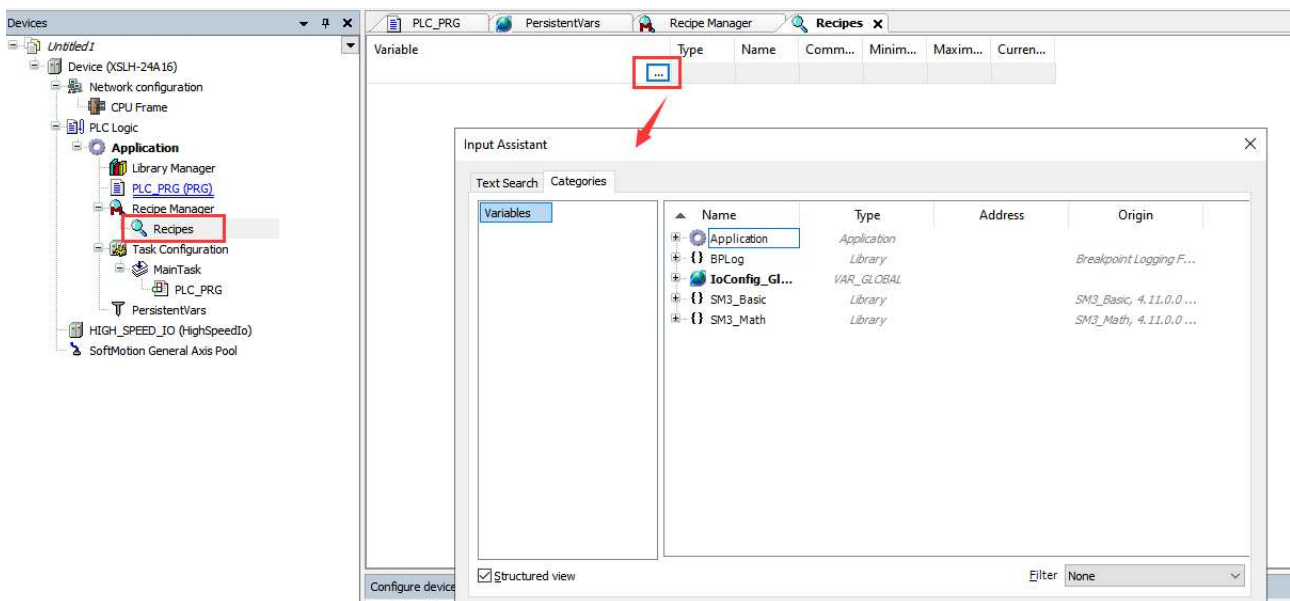 Devices
Untitled1
Device (XSLH-24A16)
Network configuration
CPU Frame
PLC Logic
Application
Library Manager
PLC_PRG (PRG)
Recipe Manager
Recipes
Task Configuration
MainTask
PLC_PRG
PersistentVars
HIGH_SPEED_IO (HighSpeedIo)
SoftMotion General Axis Pool
PLC_PRG PersistentVars Recipe Manager Recipes
Variable Type Name Comm... Minim... Maxim... Curren...
...
Input Assistant
Text Search Categories
Variables
Name Type Address Origin
Application Application
{} BPLog Library Breakpoint Logging F...
IoConfig_Gl... VAR_GLOBAL
{} SM3_Basic Library SM3_Basic, 4.11.0.0 ...
{} SM3_Math Library SM3_Math, 4.11.0.0 ...
Structured view Filter None
Configure device